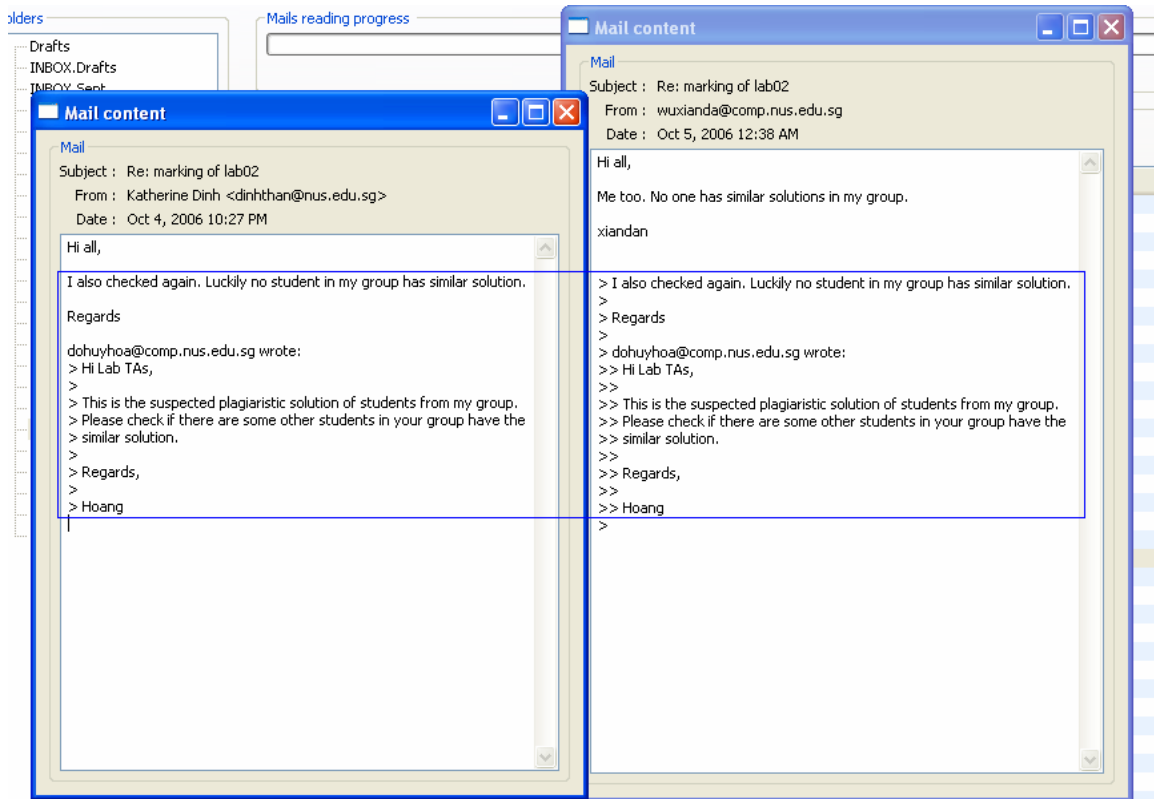 olders
Drafts
INBOX.Drafts
INBOX.Sent
Mails reading progress
Mail content
Mail
Subject : Re: marking of lab02
From : Katherine Dinh <dinhthan@nus.edu.sg>
Date : Oct 4, 2006 10:27 PM
Hi all,
I also checked again. Luckily no student in my group has similar solution.
Regards
dohuyhoa@comp.nus.edu.sg wrote:
> Hi Lab TAs,
>
> This is the suspected plagiaristic solution of students from my group.
> Please check if there are some other students in your group have the
> similar solution.
>
> Regards,
>
> Hoang
Mail content
Mail
Subject : Re: marking of lab02
From : wuxianda@comp.nus.edu.sg
Date : Oct 5, 2006 12:38 AM
Hi all,
Me too. No one has similar solutions in my group.
xiandan
> I also checked again. Luckily no student in my group has similar solution.
>
> Regards
>
> dohuyhoa@comp.nus.edu.sg wrote:
>> Hi Lab TAs,
>>
>> This is the suspected plagiaristic solution of students from my group.
>> Please check if there are some other students in your group have the
>> similar solution.
>>
>> Regards,
>>
>> Hoang
>